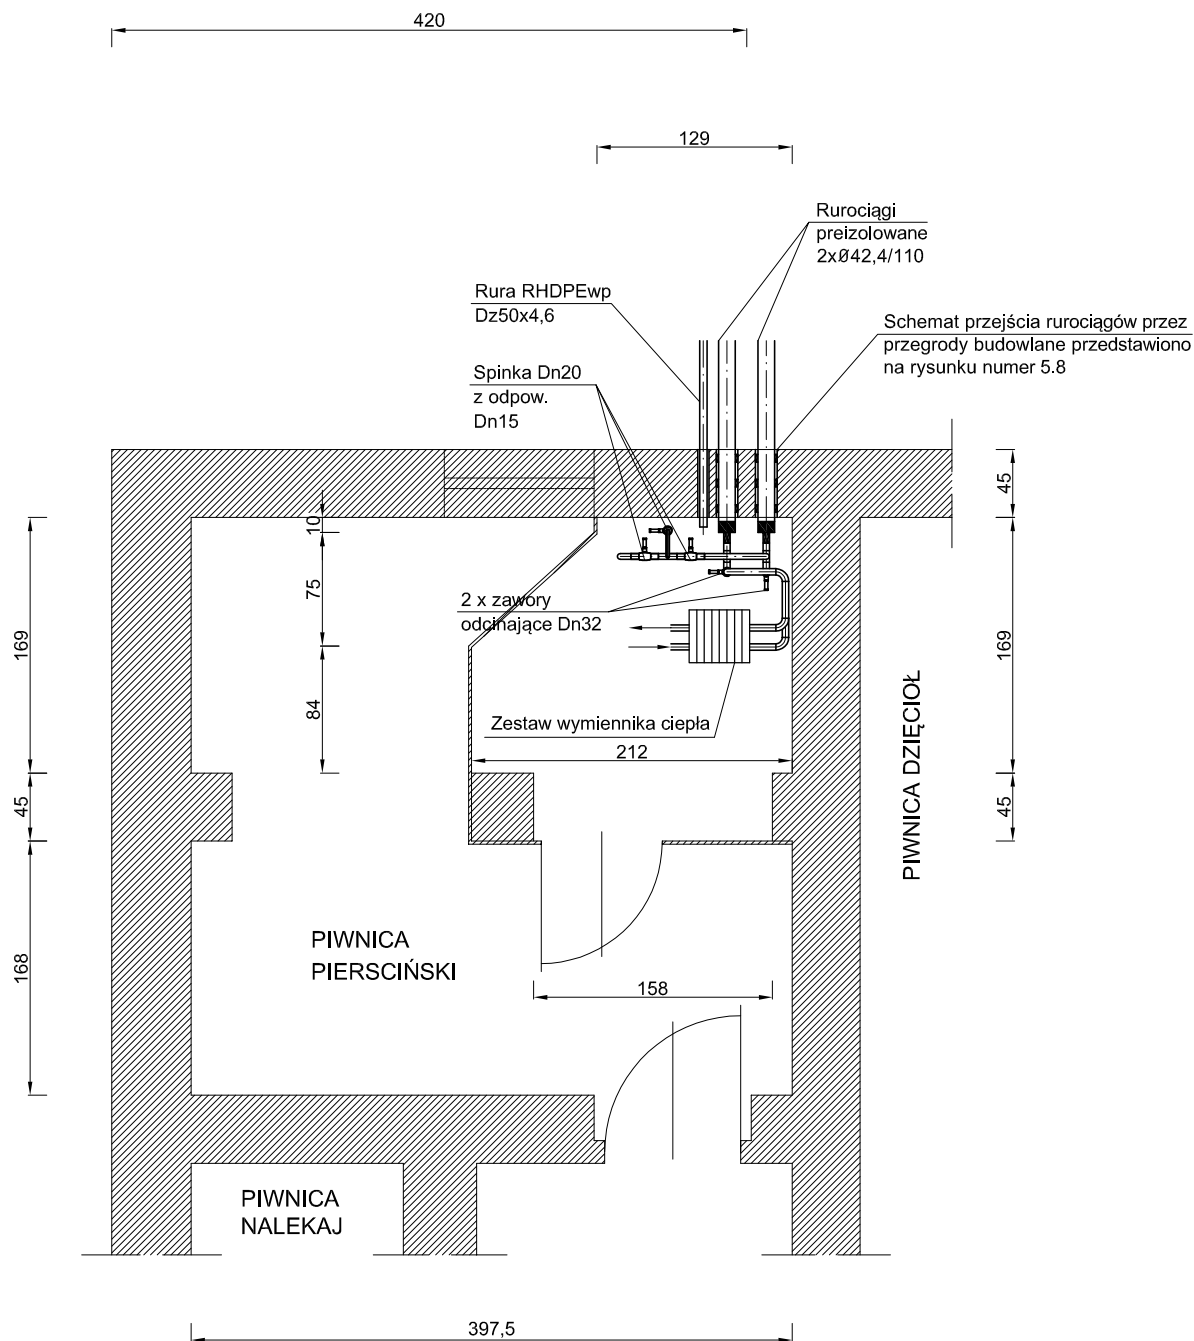 420
129
Rurociągi
preizolowane
2xØ42,4/110
Rura RHDPEwp
Dz50x4,6
Schemat przejścia rurociągów przez
przegrody budowlane przedstawiono
na rysunku numer 5.8
Spinka Dn20
z odpow.
Dn15
45
10
75
2 x zawory
odcinające Dn32
169
169
84
Zestaw wymiennika ciepła
212
PIWNICA DZIĘCIOŁ
45
45
PIWNICA
PIERSCIŃSKI
168
158
PIWNICA
NALEKAJ
397,5